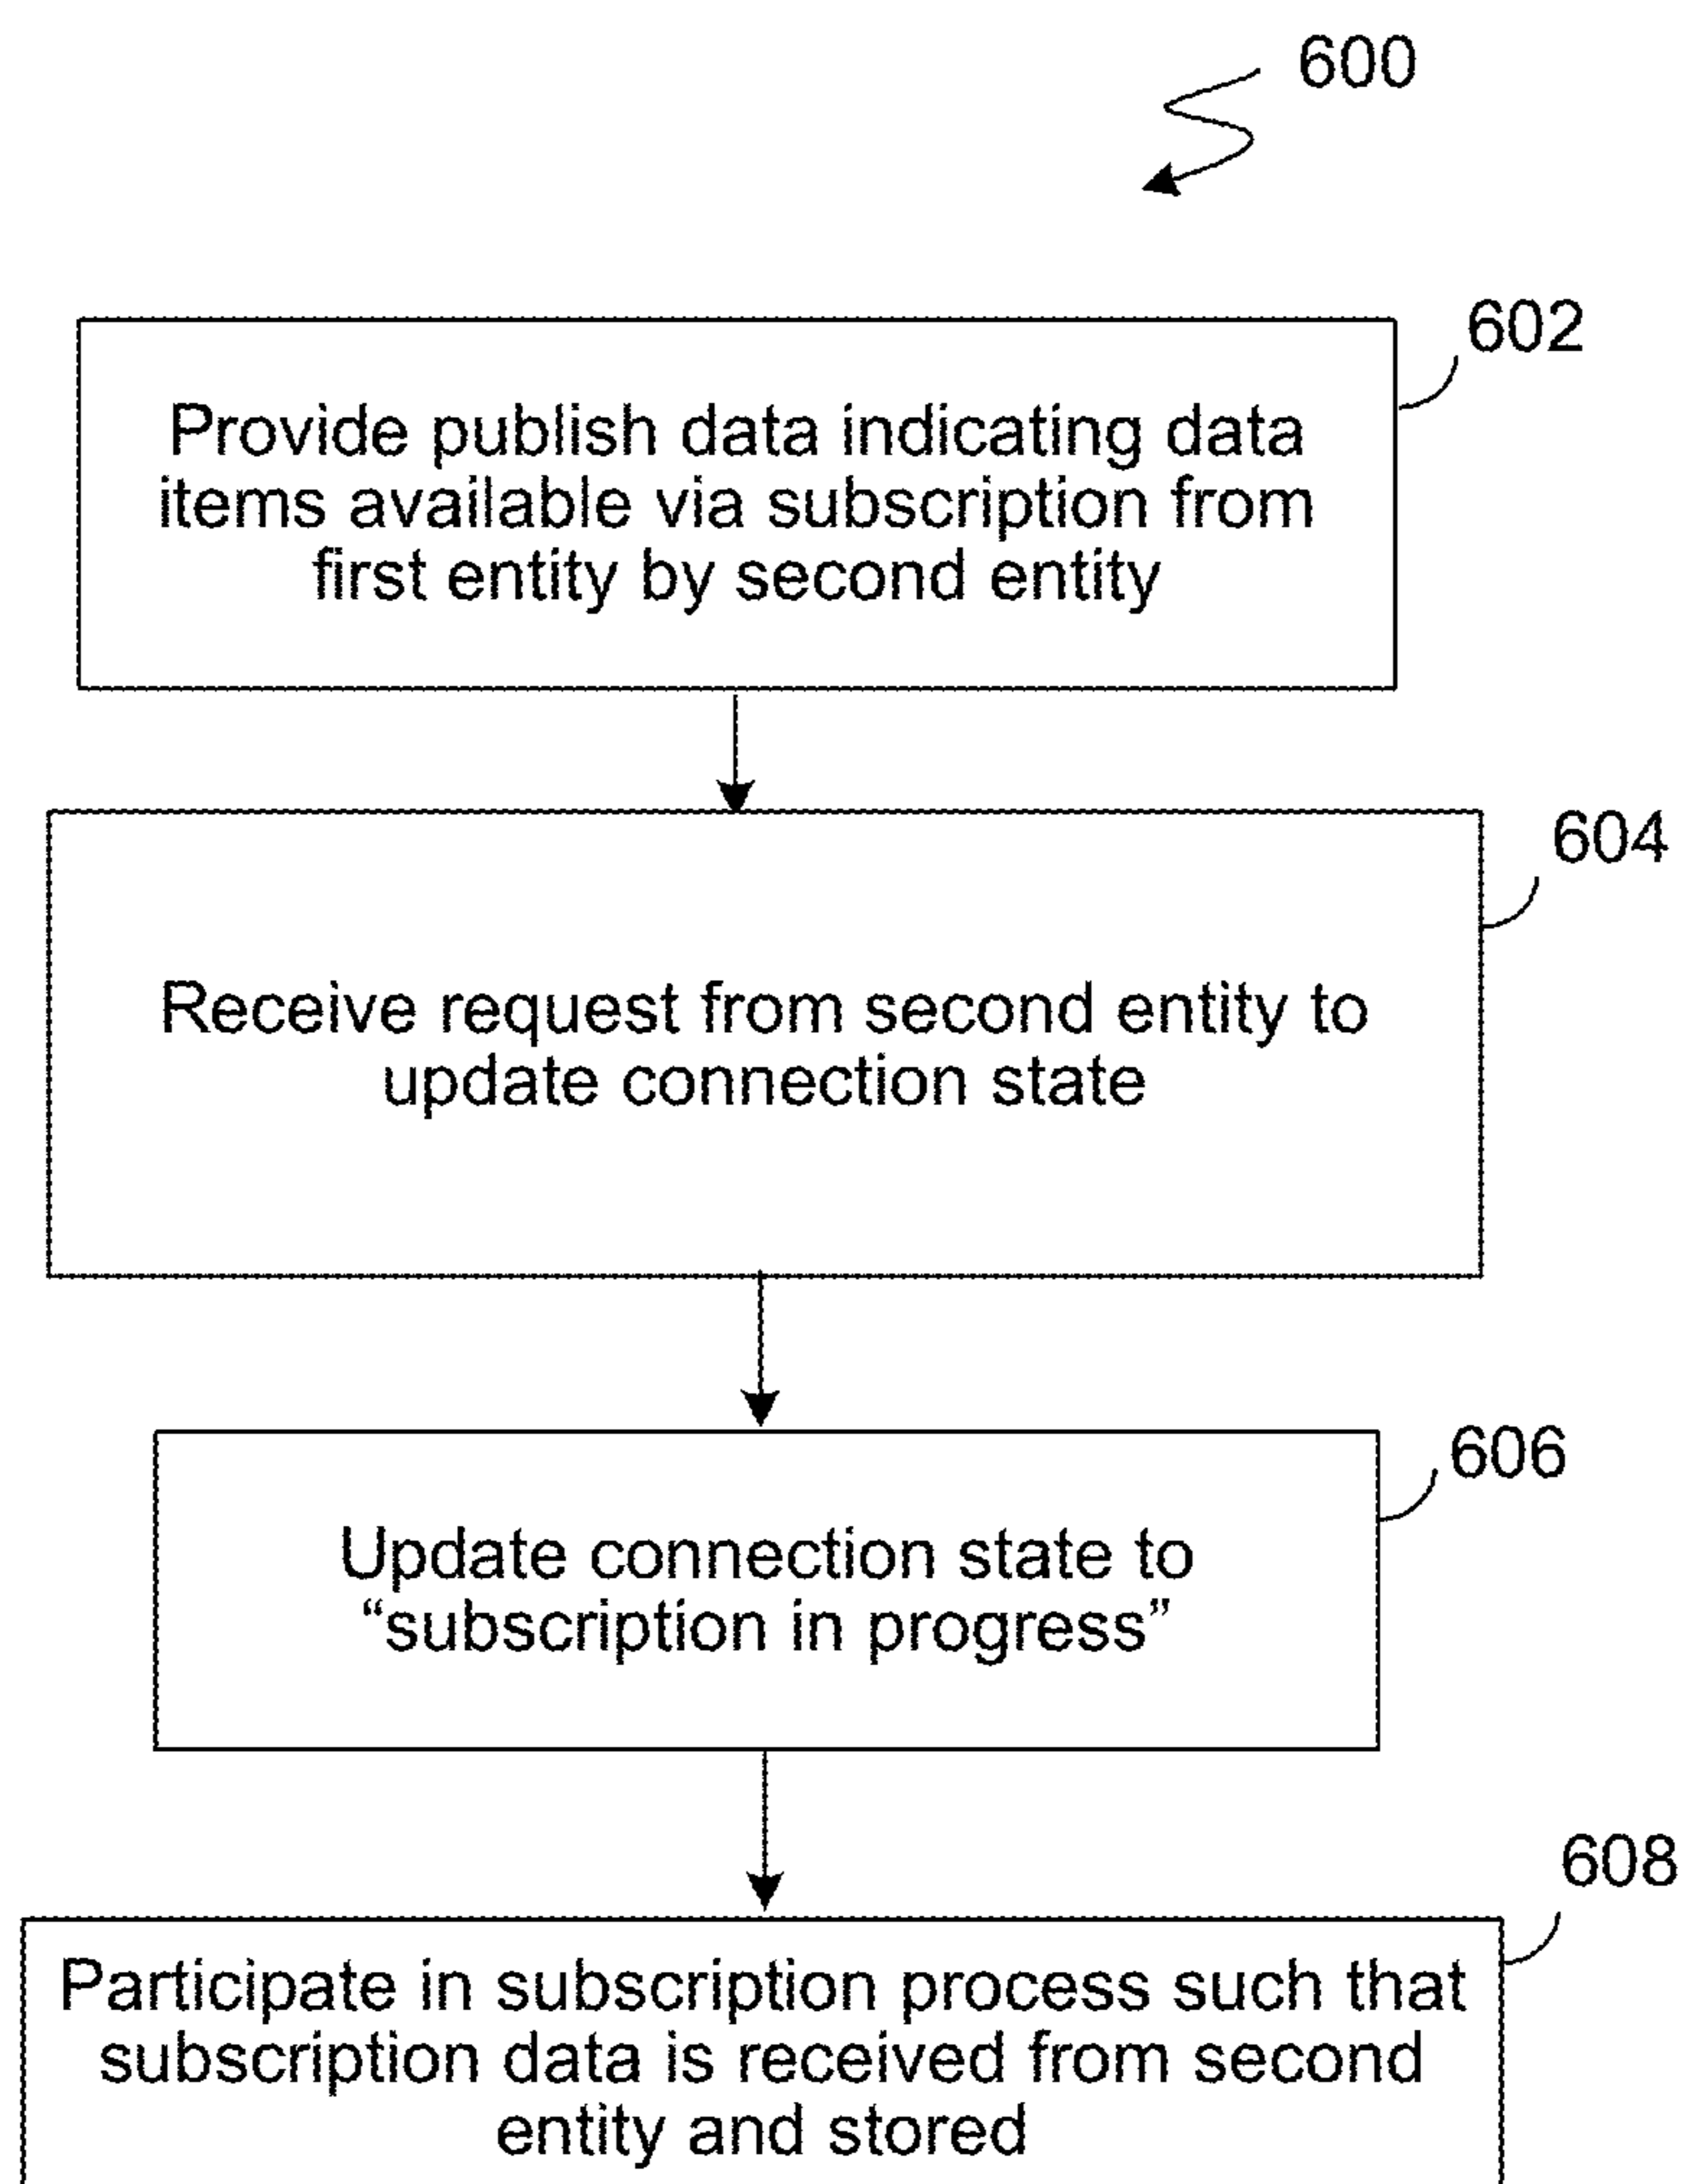 600
602
Provide publish data indicating data
items available via subscription from
first entity by second entity
604
Receive request from second entity to
update connection state
606
Update connection state to
“subscription in progress”
608
Participate in subscription process such that
subscription data is received from second
entity and stored